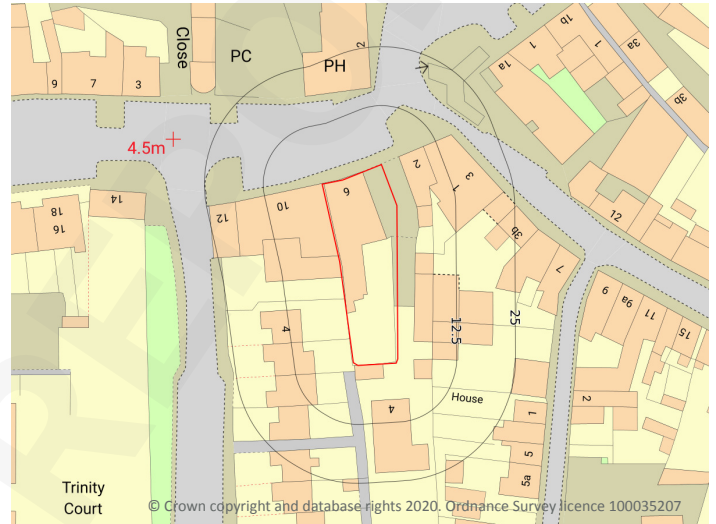 Close
PC
PH
2
1b
1
1
3a
1a
3b
9
7
3
4.5m
14
18
16
12
10
6
2
1
3
3b
7
12
9
9a
11
15
4
12.5
25
4
House
1
2
5
5a
Trinity
Court
© Crown copyright and database rights 2020. Ordnance Survey licence 100035207